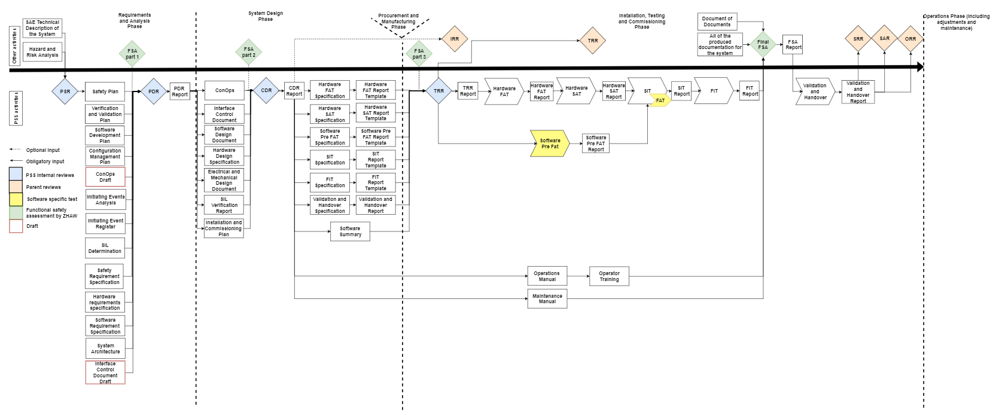 Requirements
and Analysis
Phase
System Design
Phase
Procurement and
Manufacturing
Phase
Installation, Testing
and Commissioning
Phase
Operations Phase (including
adjustments and
maintenance)
Other activities
SAE Technical
Description of
the System
Hazard and
Risk Analysis
FSA
part 1
FSA
part 2
FSA
part 3
IRR
TRR
Document of
Documents
All of the
produced
documentation for
the system
Final
FSA
FSA
Report
SRR
SAR
ORR
PSS activities
PSR
Safety Plan
Verification
and Validation
Plan
Software
Development
Plan
Configuration
Management
Plan
ConOps
Draft
Initiating Events
Analysis
Initiating Event
Register
SIL
Determination
Safety
Requirement
Specification
Hardware
requirements
specification
Software
Requirement
Specification
System
Architecture
Interface
Control
Document
Draft
PDR
PDR
Report
ConOps
Interface
Control
Document
Software
Design
Document
Hardware
Design
Specification
Electrical and
Mechanical
Design
Document
SIL
Verification
Report
Installation and
Commissioning
Plan
CDR
CDR
Report
Hardware
FAT
Specification
Hardware
FAT Report
Template
Hardware
SAT
Specification
Hardware
SAT Report
Template
Software
Pre FAT
Specification
Software Pre
FAT Report
Template
SIT
Specification
SIT
Report
Template
FIT
Specification
FIT
Report
Template
Validation and
Handover
Specification
Validation and
Handover
Report
Software
Summary
TRR
TRR
Report
Hardware
FAT
Hardware
FAT
Report
Hardware
SAT
Hardware
SAT
Report
SIT
FAT
SIT
Report
FIT
FIT
Report
Software
Pre Fat
Software
Pre FAT
Report
Operations
Manual
Operator
Training
Maintenance
Manual
Validation
and
Handover
Validation
and
Handover
Report
Optional input
Obligatory input
PSS internal reviews
Parent reviews
Software specific test
Functional safety
assessment by ZHAW
Draft